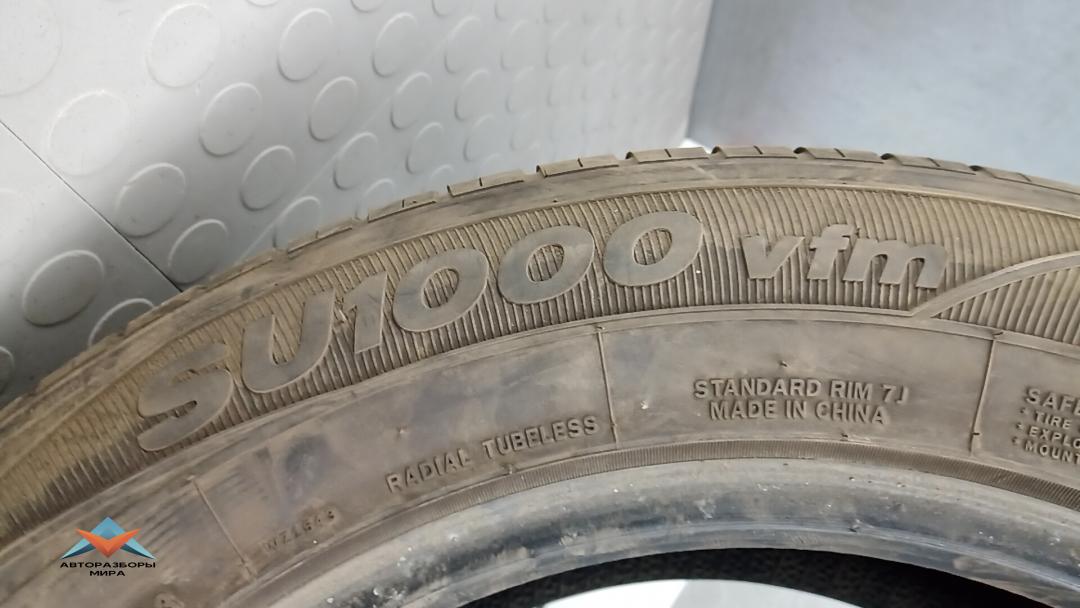 SU1000 vfm
STANDARD RIM 7J
MADE IN CHINA
RADIAL TUBELESS
АВТОРАЗБОРЫ
МИРА